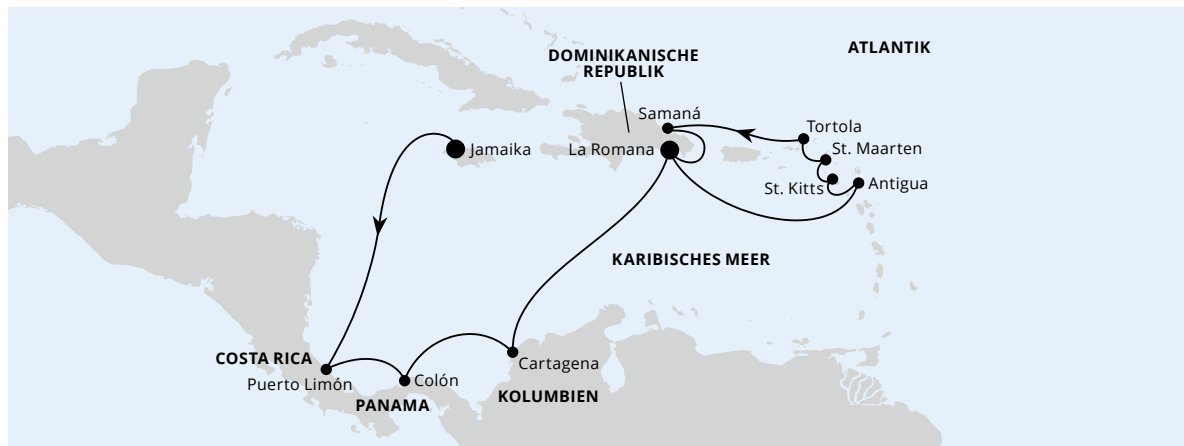 ATLANTIK
DOMINIKANISCHE
REPUBLIK
Samaná
Tortola
Jamaika
La Romana
St. Maarten
St. Kitts
Antigua
KARIBISCHES MEER
COSTA RICA
Puerto Limón
Colón
Cartagena
PANAMA
KOLUMBIEN